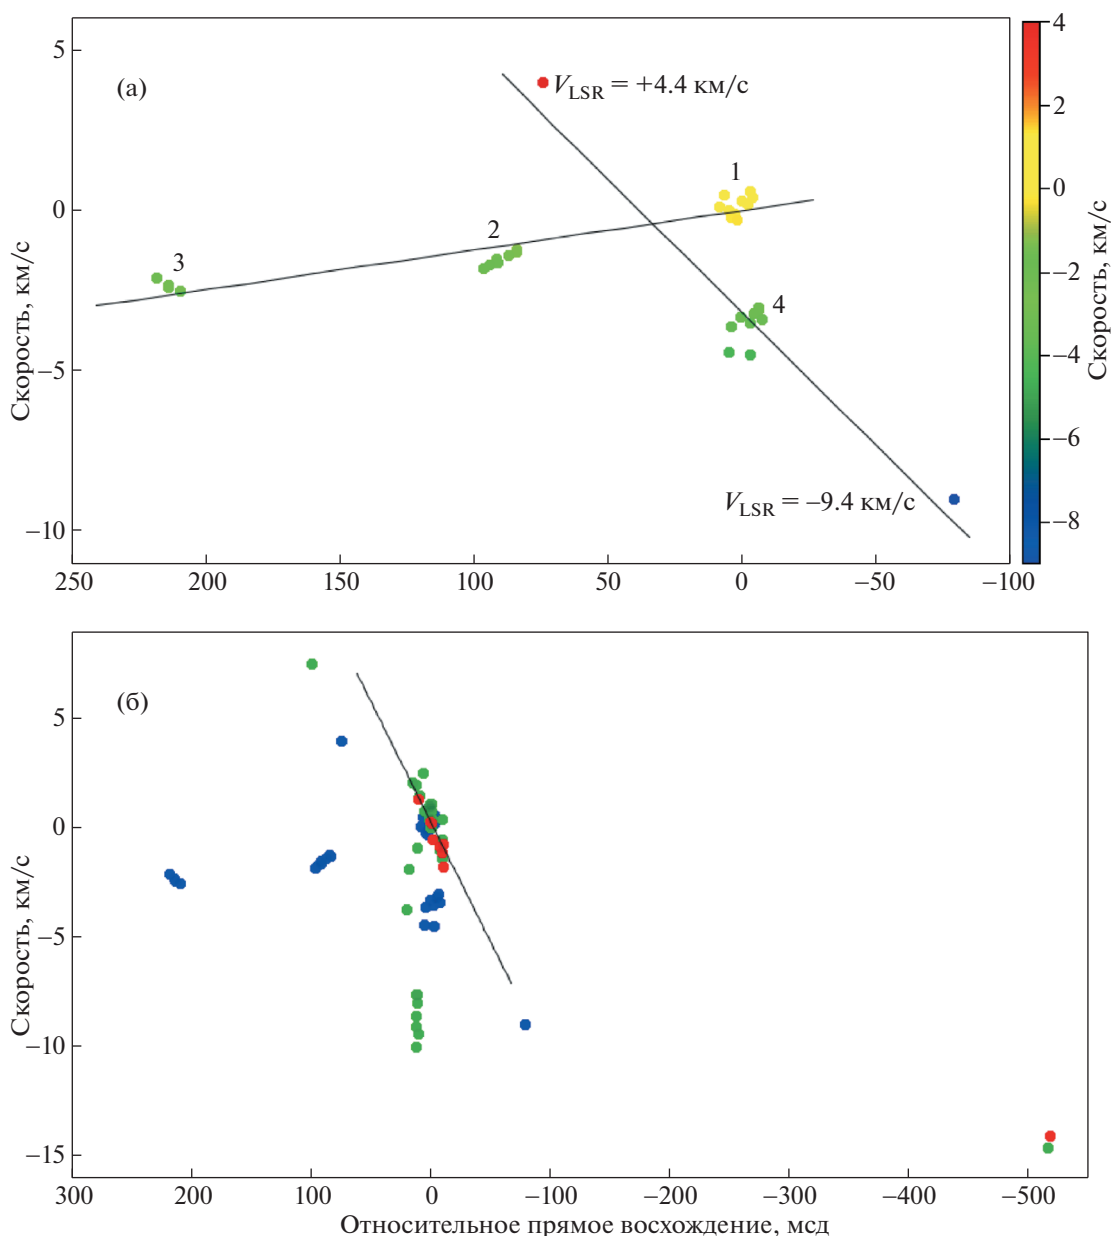 (а)
5
0
−5
−10
Скорость, км/с
V_LSR = +4.4 км/с
1
2
3
4
V_LSR = −9.4 км/с
250 200 150 100 50 0 −50 −100
4
2
0
−2
−4
−6
−8
Скорость, км/с
(б)
5
0
−5
−10
−15
Скорость, км/с
300 200 100 0 −100 −200 −300 −400 −500
Относительное прямое восхождение, мсд